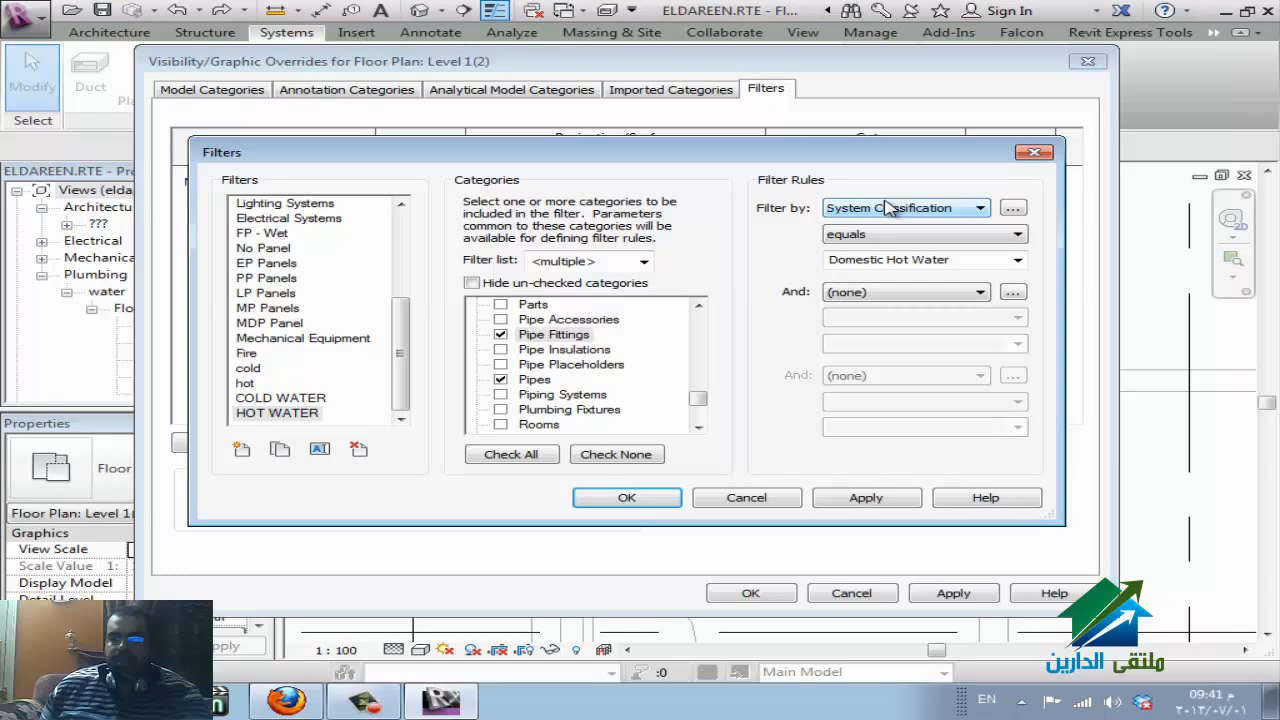 ELDAREEN.RTE - Fl...
Sign In
Architecture
Structure
Systems
Insert
Annotate
Analyze
Massing & Site
Collaborate
View
Manage
Add-Ins
Falcon
Revit Express Tools
Modify
Duct
Select
Visibility/Graphic Overrides for Floor Plan: Level 1(2)
Model Categories
Annotation Categories
Analytical Model Categories
Imported Categories
Filters
ELDAREEN.RTE - Pro
Views (elda
Architectu
???
Electrical
Mechanica
Plumbing
water
Flo
Filters
Filters
Lighting Systems
Electrical Systems
FP - Wet
No Panel
EP Panels
PP Panels
LP Panels
MP Panels
MDP Panel
Mechanical Equipment
Fire
cold
hot
COLD WATER
HOT WATER
Categories
Select one or more categories to be
included in the filter. Parameters
common to these categories will be
available for defining filter rules.
Filter list:
<multiple>
Hide un-checked categories
Parts
Pipe Accessories
Pipe Fittings
Pipe Insulations
Pipe Placeholders
Pipes
Piping Systems
Plumbing Fixtures
Rooms
Check All
Check None
Filter Rules
Filter by:
System Classification
...
equals
Domestic Hot Water
And:
(none)
...
And:
(none)
...
OK
Cancel
Apply
Help
Properties
Floor
Floor Plan: Level 1(
Graphics
View Scale
Scale Value 1:
Display Model
OK
Cancel
Apply
Help
1 : 100
:0
Main Model
ملتقى الدارين
EN
09:41 م
٢٠١٣/٠٧/٠١